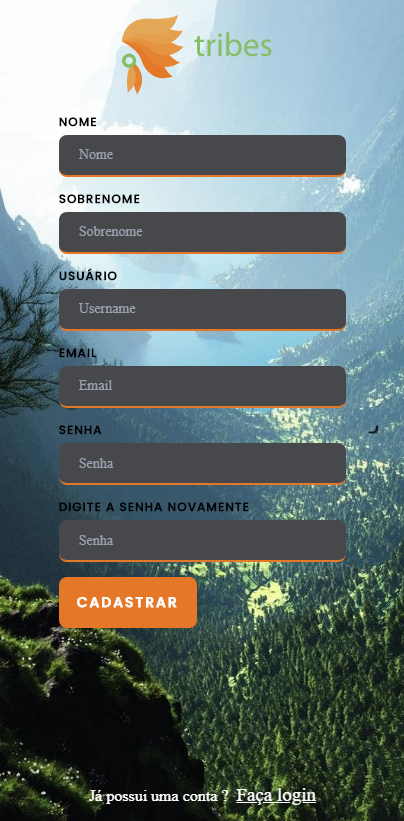 tribes
NOME
Nome
SOBRENOME
Sobrenome
USUÁRIO
Username
EMAIL
Email
SENHA
Senha
DIGITE A SENHA NOVAMENTE
Senha
CADASTRAR
Já possui uma conta ? Faça login